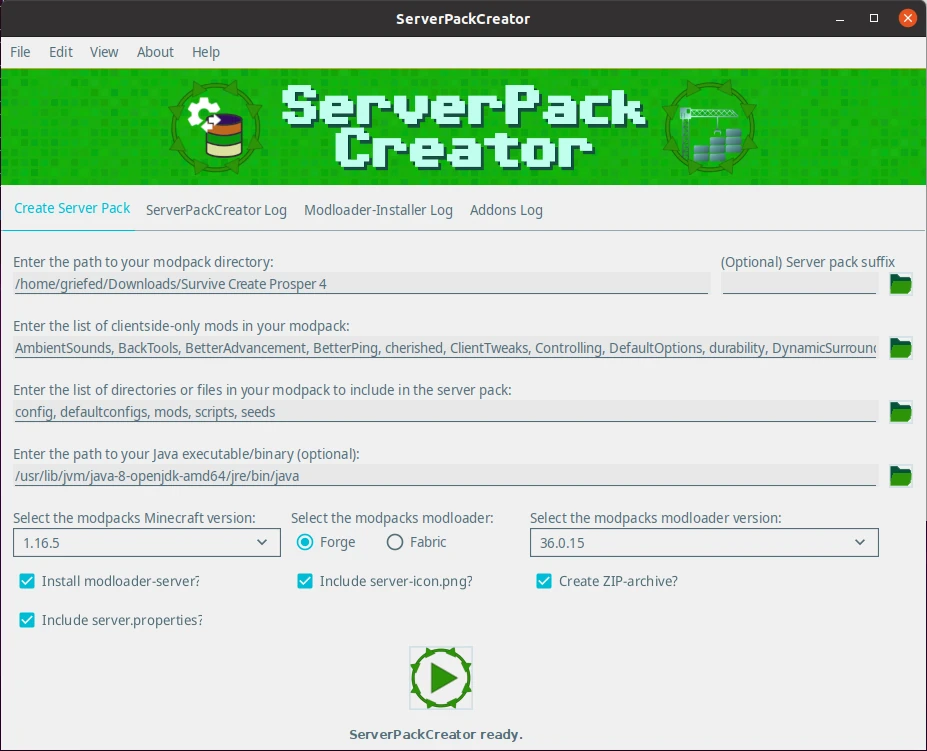 ServerPackCreator
File Edit View About Help
ServerPack
Creator
Create Server Pack ServerPackCreator Log Modloader-Installer Log Addons Log
Enter the path to your modpack directory: (Optional) Server pack suffix
/home/griefed/Downloads/Survive Create Prosper 4
Enter the list of clientside-only mods in your modpack:
AmbientSounds, BackTools, BetterAdvancement, BetterPing, cherished, ClientTweaks, Controlling, DefaultOptions, durability, DynamicSurroun
Enter the list of directories or files in your modpack to include in the server pack:
config, defaultconfigs, mods, scripts, seeds
Enter the path to your Java executable/binary (optional):
/usr/lib/jvm/java-8-openjdk-amd64/jre/bin/java
Select the modpacks Minecraft version: Select the modpacks modloader: Select the modpacks modloader version:
1.16.5 Forge Fabric 36.0.15
Install modloader-server? Include server-icon.png? Create ZIP-archive?
Include server.properties?
ServerPackCreator ready.